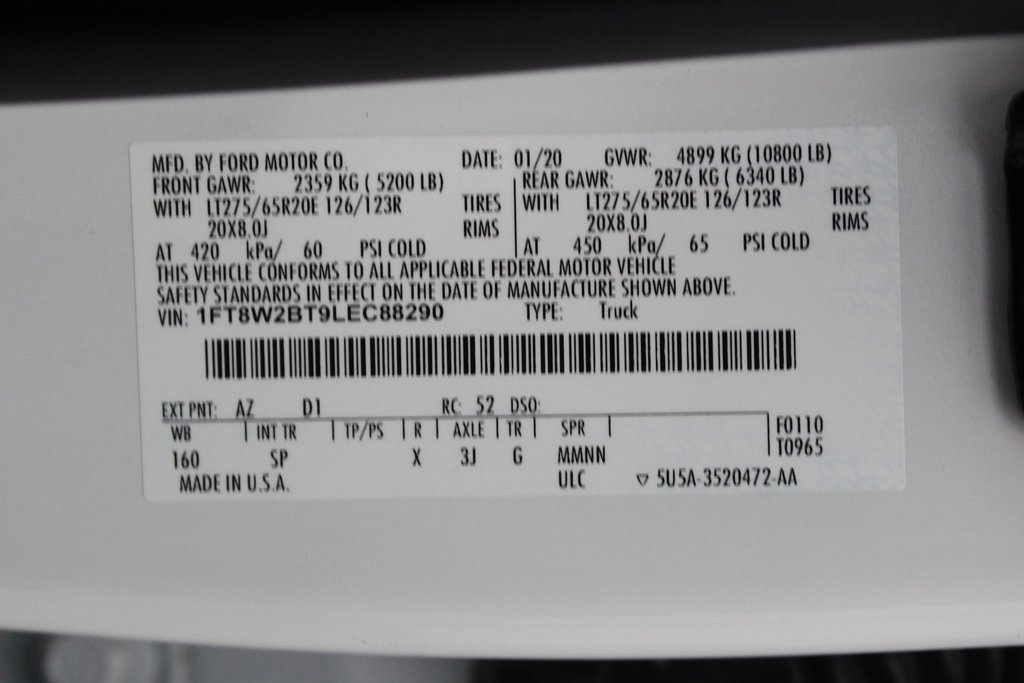 MFD. BY FORD MOTOR CO. DATE: 01/20 GVWR: 4899 KG (10800 LB)
FRONT GAWR: 2359 KG ( 5200 LB) REAR GAWR: 2876 KG ( 6340 LB)
WITH LT275/65R20E 126/123R TIRES WITH LT275/65R20E 126/123R TIRES
20X8.0J RIMS 20X8.0J RIMS
AT 420 kPa/ 60 PSI COLD AT 450 kPa/ 65 PSI COLD
THIS VEHICLE CONFORMS TO ALL APPLICABLE FEDERAL MOTOR VEHICLE
SAFETY STANDARDS IN EFFECT ON THE DATE OF MANUFACTURE SHOWN ABOVE.
VIN: 1FT8W2BT9LEC88290 TYPE: Truck
EXT PNT: AZ D1 RC: 52 DSO:
WB INT TR TP/PS R AXLE TR SPR F0110
160 SP X 3J G MMNN T0965
MADE IN U.S.A. ULC ▽ 5U5A-3520472-AA